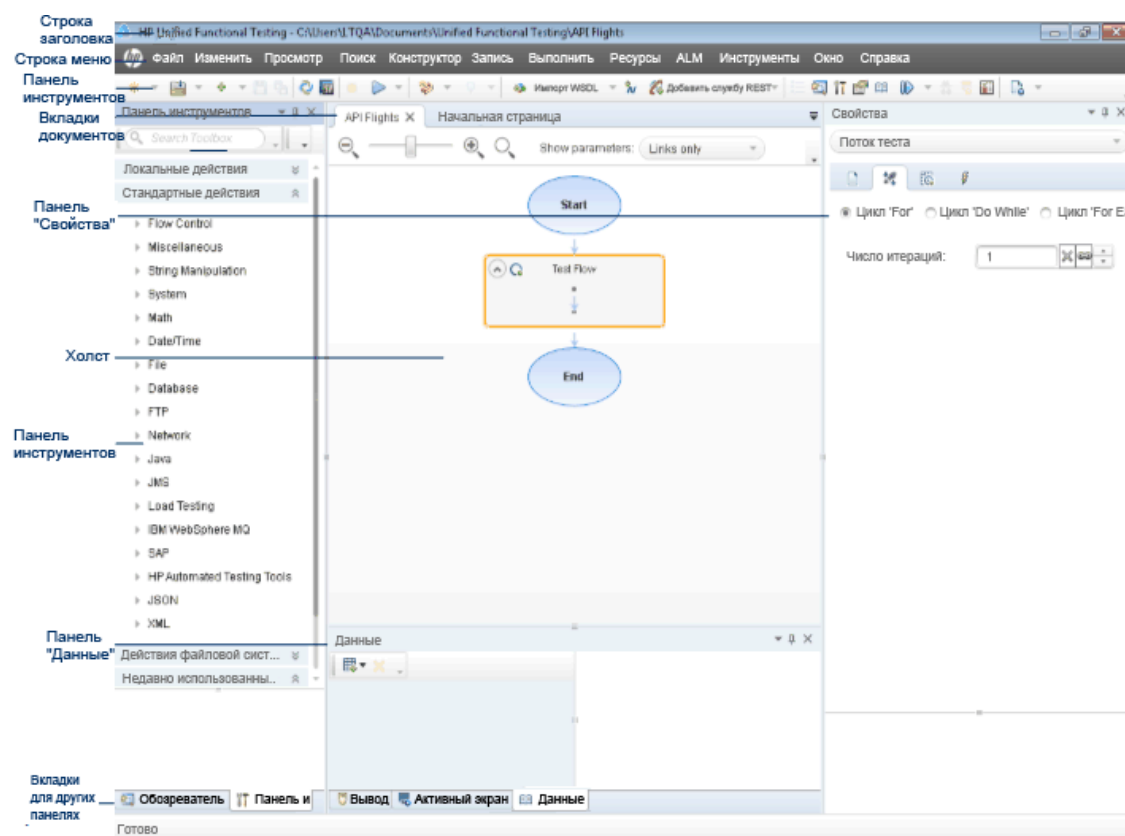 Строка
заголовка
HP Unified Functional Testing - C:\Users\LTQA\Documents\Unified Functional Testing\API Flights
Строка меню
Файл Изменить Просмотр Поиск Конструктор Запись Выполнить Ресурсы ALM Инструменты Окно Справка
Панель
инструментов
Импорт WSDL
Добавить службу REST
Вкладки
документов
Панель инструментов
Search Toolbox
Локальные действия
Стандартные действия
Панель
"Свойства"
Flow Control
Miscellaneous
String Manipulation
System
Math
Date/Time
Холст
File
Database
FTP
Панель
инструментов
Network
Java
JMS
Load Testing
IBM WebSphere MQ
SAP
HP Automated Testing Tools
JSON
XML
Панель
"Данные"
Действия файловой сист...
Недавно использованны..
Вкладки
для других
панелях
Обозреватель
Панель и
API Flights
Начальная страница
Show parameters: Links only
Start
Test Flow
End
Данные
Вывод
Активный экран
Данные
Свойства
Поток теста
Цикл 'For' Цикл 'Do While' Цикл 'For E
Число итераций: 1
Готово